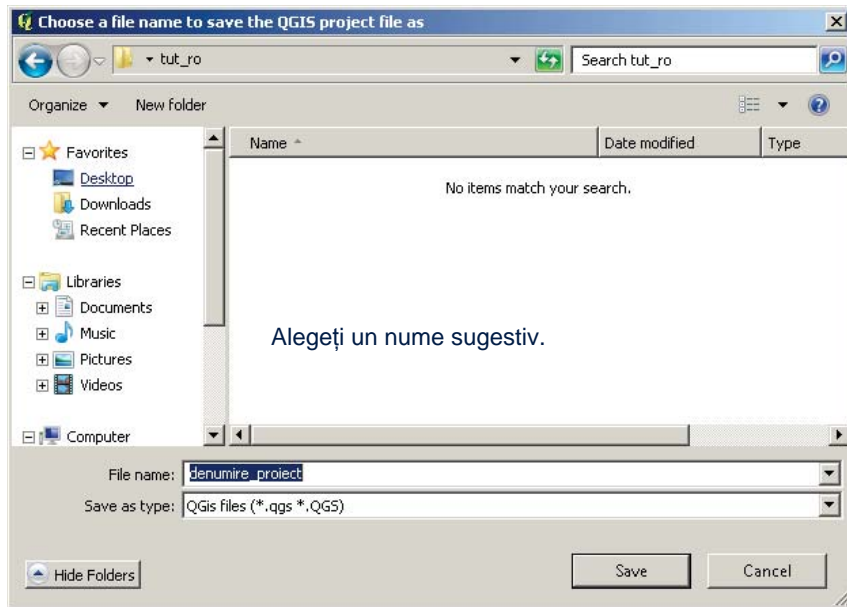 Choose a file name to save the QGIS project file as
tut_ro
Search tut_ro
Organize
New folder
Favorites
Desktop
Downloads
Recent Places
Libraries
Documents
Music
Pictures
Videos
Computer
Name
Date modified
Type
No items match your search.
Alegeți un nume sugestiv.
File name: denumire_proiect
Save as type: QGis files (*.qgs *.QGS)
Hide Folders
Save
Cancel